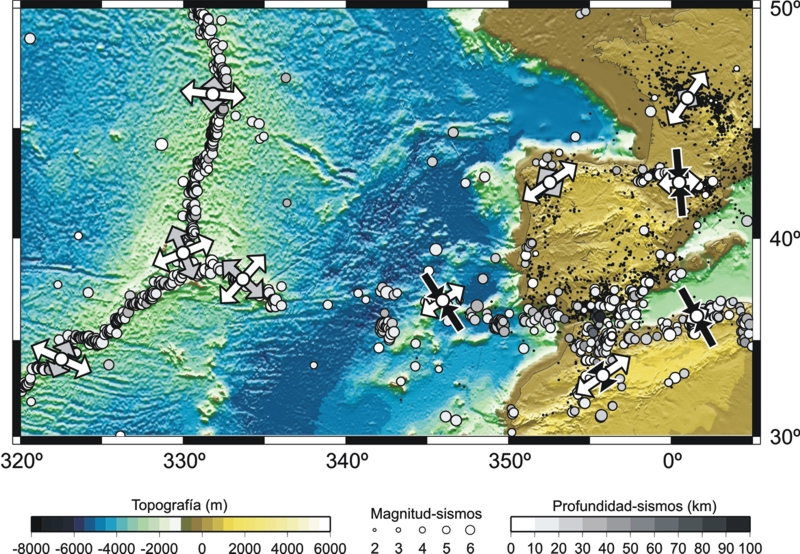 50º
40º
30º
320º 330º 340º 350º 0º
Topografía (m)
-8000 -6000 -4000 -2000 0 2000 4000 6000
Magnitud-sismos
2 3 4 5 6
Profundidad-sismos (km)
0 10 20 30 40 50 60 70 80 90 100